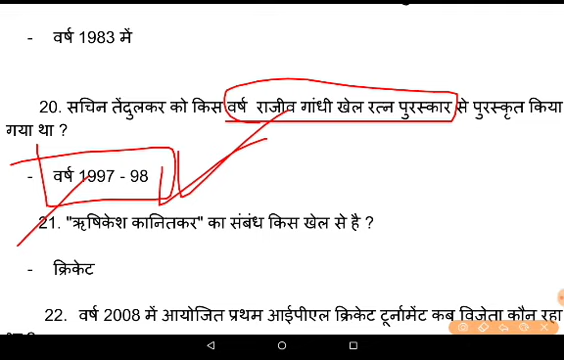 - वर्ष 1983 में
20. सचिन तेंदुलकर को किस वर्ष राजीव गांधी खेल रत्न पुरस्कार से पुरस्कृत किया
गया था ?
- वर्ष 1997 - 98
21. "ऋषिकेश कानितकर" का संबंध किस खेल से है ?
- क्रिकेट
22. वर्ष 2008 में आयोजित प्रथम आईपीएल क्रिकेट टूर्नामेंट कब विजेता कौन रहा